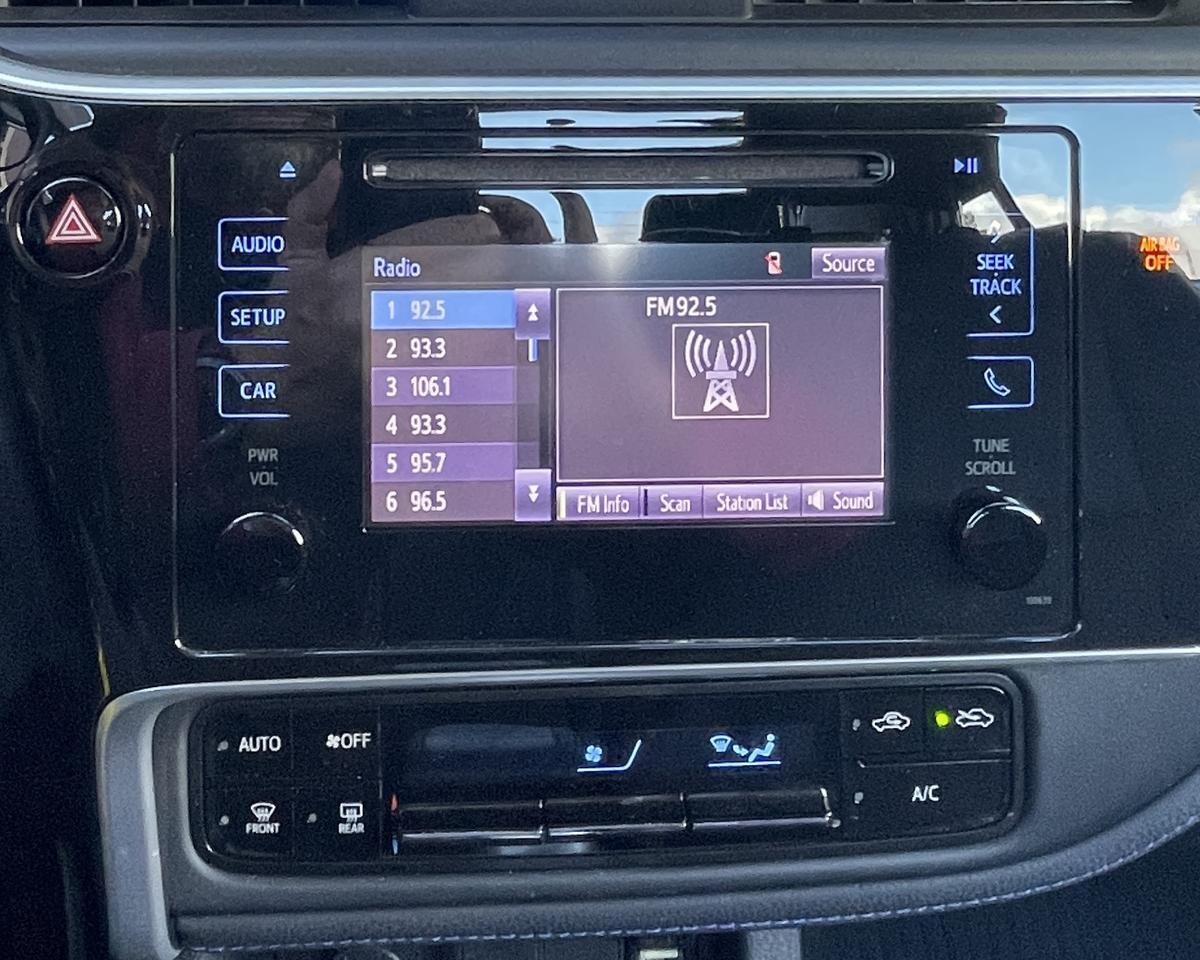 AUDIO
SETUP
CAR
PWR
VOL
Radio
Source
1 92.5
2 93.3
3 106.1
4 93.3
5 95.7
6 96.5
FM 92.5
FM Info
Scan
Station List
Sound
SEEK
TRACK
TUNE
SCROLL
AIR BAG
OFF
AUTO
OFF
FRONT
REAR
A/C